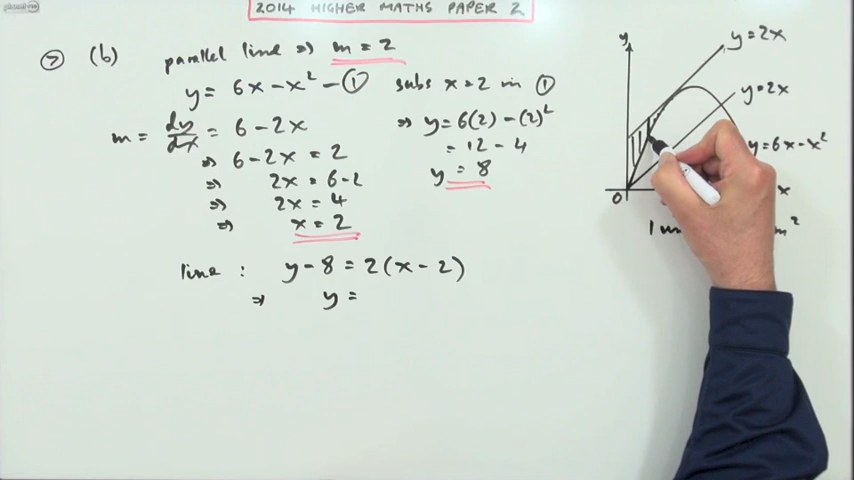 2014 HIGHER MATHS PAPER 2
7 (b) parallel line ⇒ m = 2
y = 6x - x² - ①
m = dy/dx = 6 - 2x
⇒ 6 - 2x = 2
⇒ 2x = 6 - 2
⇒ 2x = 4
⇒ x = 2
subs x = 2 in ①
⇒ y = 6(2) - (2)²
= 12 - 4
y = 8
line : y - 8 = 2(x - 2)
⇒ y =
y
y = 2x
y = 2x
y = 6x - x²
0
x